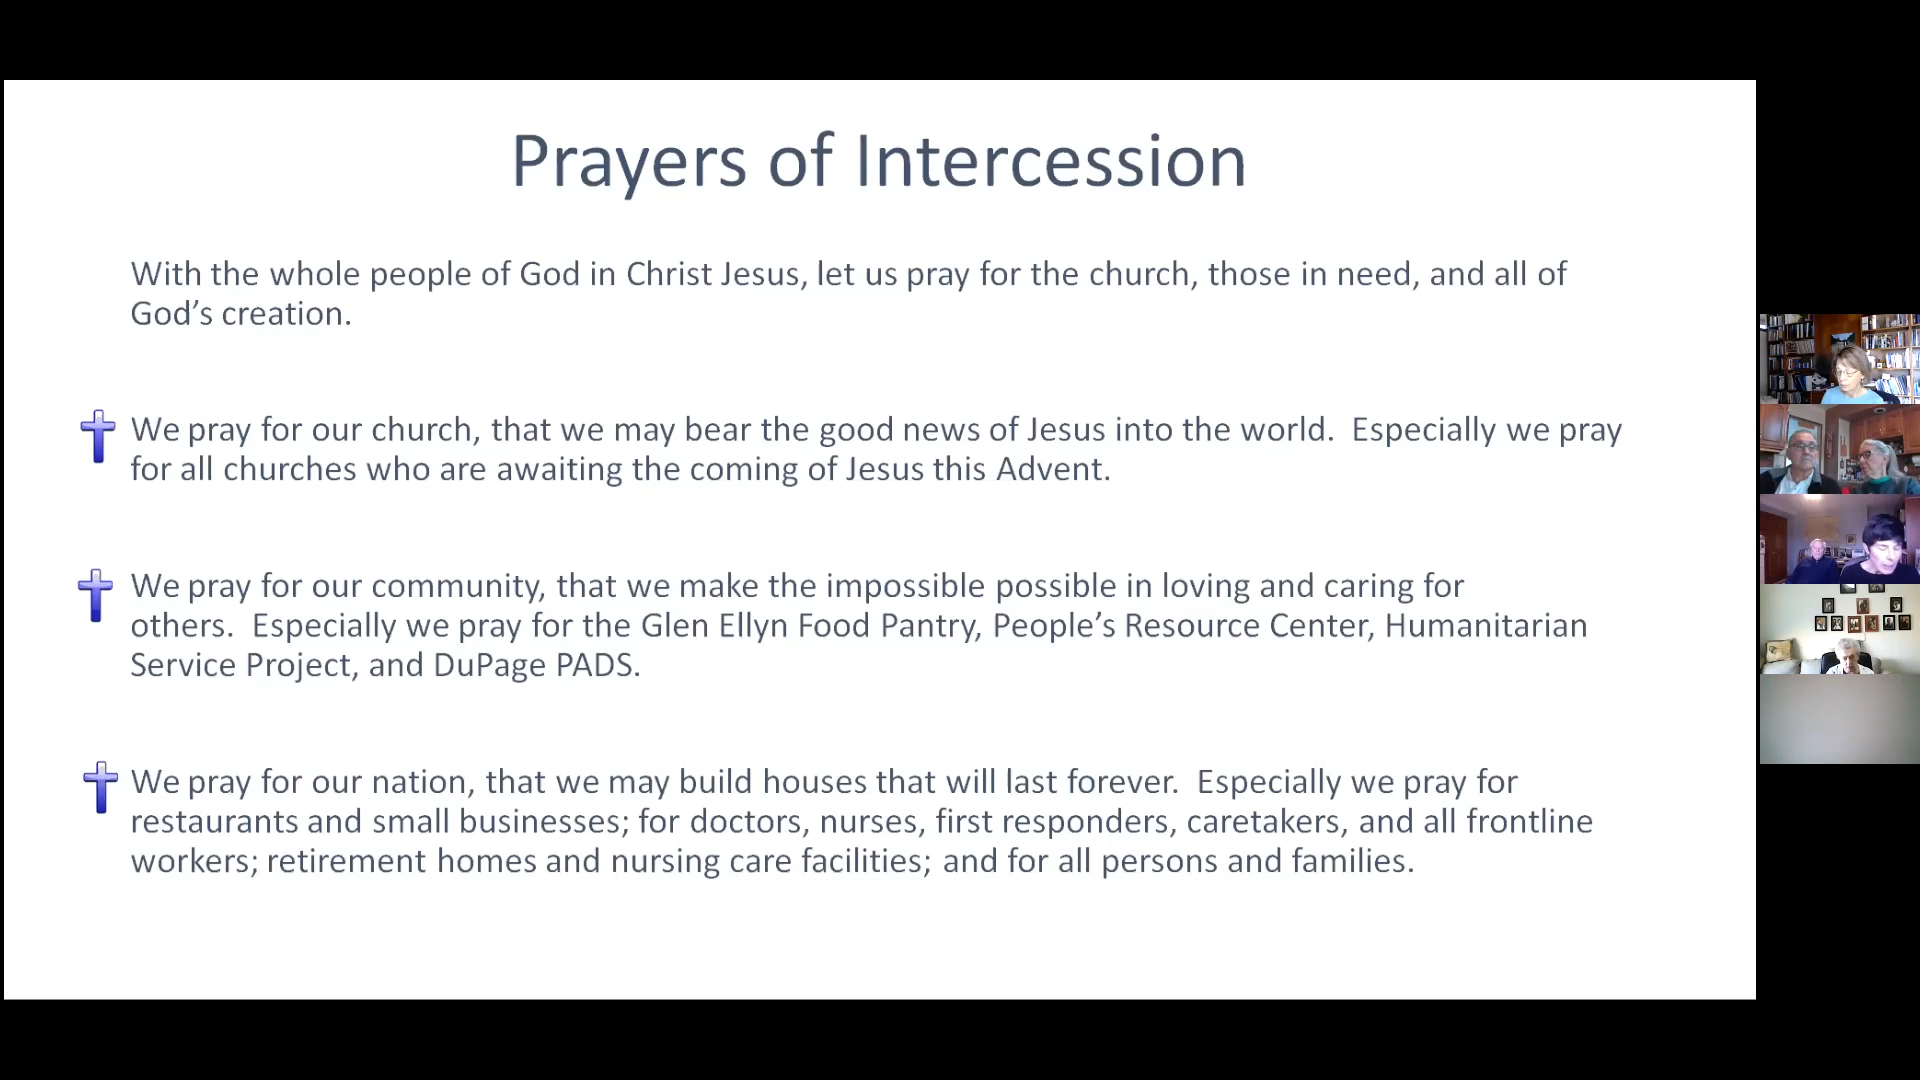 Prayers of Intercession
With the whole people of God in Christ Jesus, let us pray for the church, those in need, and all of
God’s creation.
We pray for our church, that we may bear the good news of Jesus into the world.  Especially we pray
for all churches who are awaiting the coming of Jesus this Advent.
We pray for our community, that we make the impossible possible in loving and caring for
others.  Especially we pray for the Glen Ellyn Food Pantry, People’s Resource Center, Humanitarian
Service Project, and DuPage PADS.
We pray for our nation, that we may build houses that will last forever.  Especially we pray for
restaurants and small businesses; for doctors, nurses, first responders, caretakers, and all frontline
workers; retirement homes and nursing care facilities; and for all persons and families.